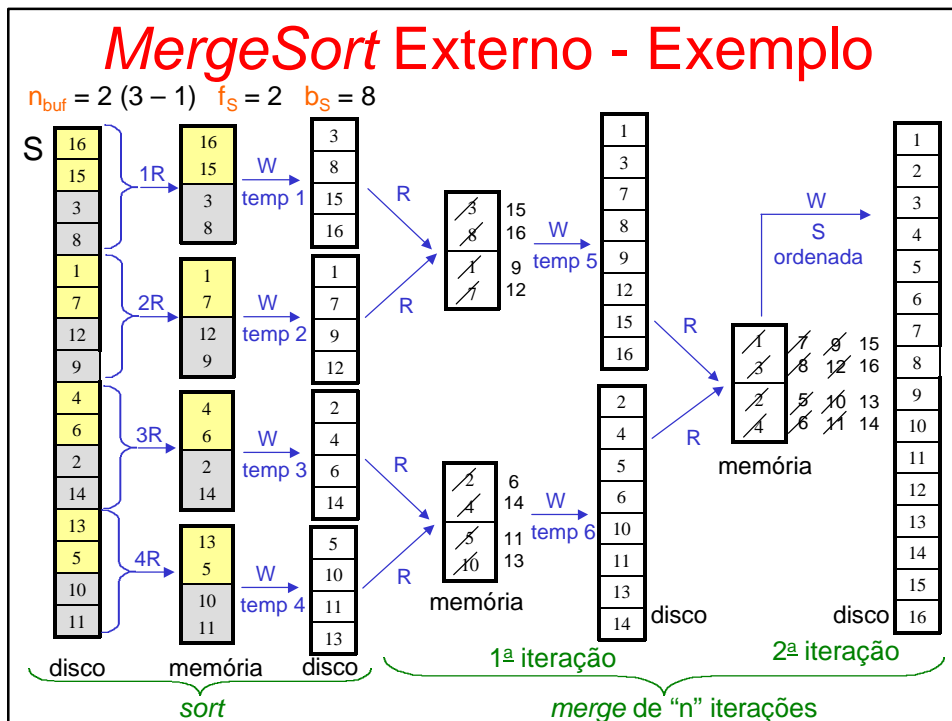 MergeSort Externo - Exemplo
n_buf = 2 (3 – 1) f_S = 2 b_S = 8
S
16
15
3
8
1
7
12
9
4
6
2
14
13
5
10
11
disco
1R
2R
3R
4R
16
15
3
8
1
7
12
9
4
6
2
14
13
5
10
11
memória
W
temp 1
W
temp 2
W
temp 3
W
temp 4
3
8
15
16
1
7
9
12
2
4
6
14
5
10
11
13
disco
sort
R
R
3 15
8 16
1 9
7 12
R
R
2 6
4 14
5 11
10 13
memória
W
temp 5
W
temp 6
1
3
7
8
9
12
15
16
2
4
5
6
10
11
13
14
disco
1ª iteração
R
R
1 7 9 15
3 8 12 16
2 5 10 13
4 6 11 14
memória
W
S
ordenada
1
2
3
4
5
6
7
8
9
10
11
12
13
14
15
16
disco
2ª iteração
merge de “n” iterações